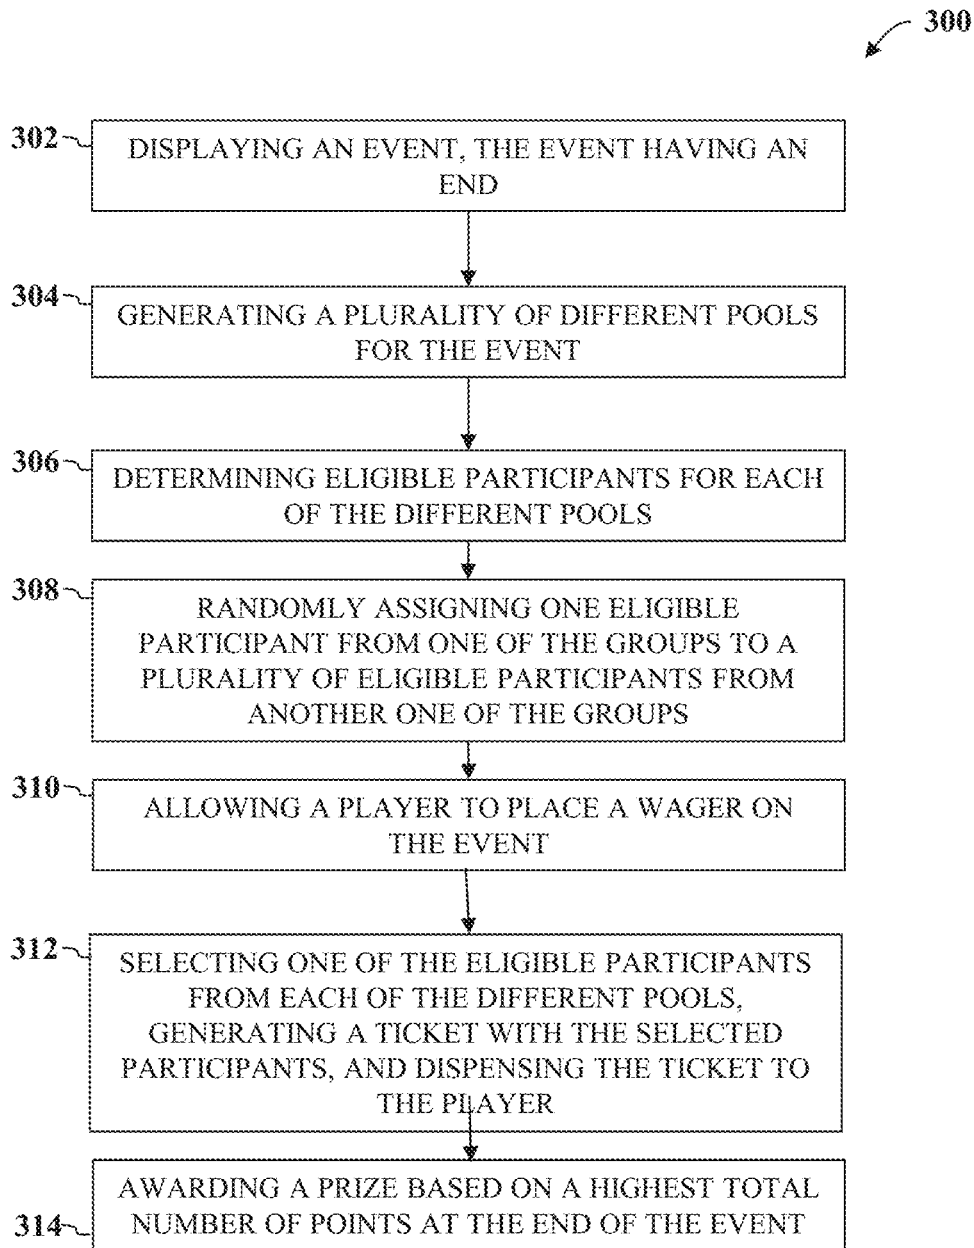 300
302
DISPLAYING AN EVENT, THE EVENT HAVING AN
END
304
GENERATING A PLURALITY OF DIFFERENT POOLS
FOR THE EVENT
306
DETERMINING ELIGIBLE PARTICIPANTS FOR EACH
OF THE DIFFERENT POOLS
308
RANDOMLY ASSIGNING ONE ELIGIBLE
PARTICIPANT FROM ONE OF THE GROUPS TO A
PLURALITY OF ELIGIBLE PARTICIPANTS FROM
ANOTHER ONE OF THE GROUPS
310
ALLOWING A PLAYER TO PLACE A WAGER ON
THE EVENT
312
SELECTING ONE OF THE ELIGIBLE PARTICIPANTS
FROM EACH OF THE DIFFERENT POOLS,
GENERATING A TICKET WITH THE SELECTED
PARTICIPANTS, AND DISPENSING THE TICKET TO
THE PLAYER
314
AWARDING A PRIZE BASED ON A HIGHEST TOTAL
NUMBER OF POINTS AT THE END OF THE EVENT